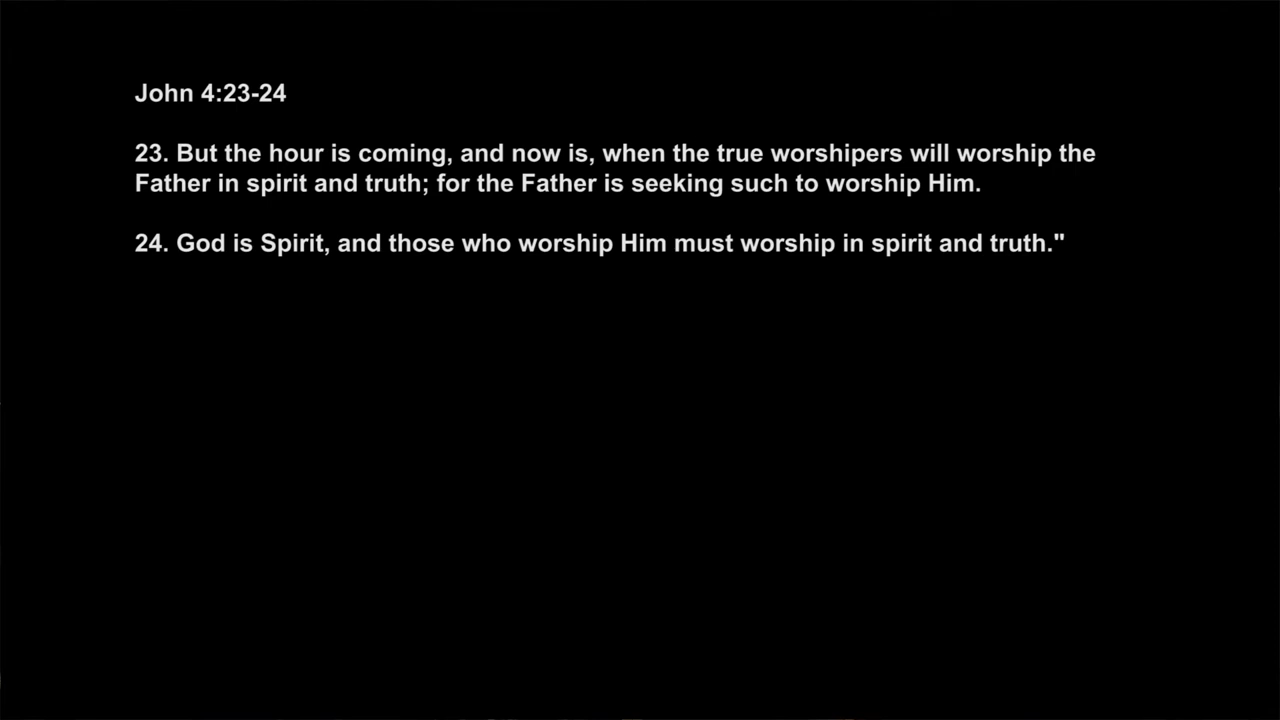 John 4:23-24
23. But the hour is coming, and now is, when the true worshipers will worship the
Father in spirit and truth; for the Father is seeking such to worship Him.
24. God is Spirit, and those who worship Him must worship in spirit and truth."